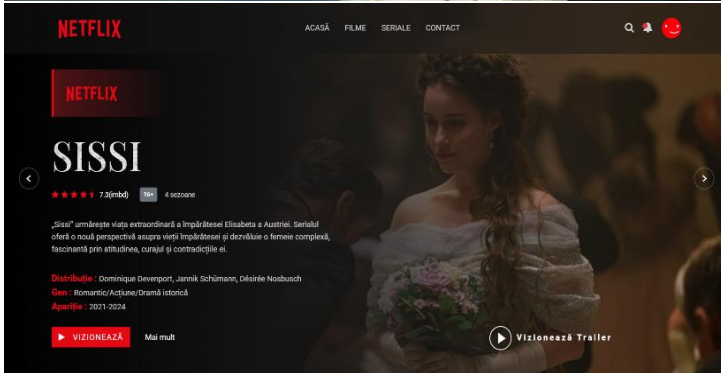 NETFLIX
ACASĂ FILME SERIALE CONTACT
NETFLIX
SISSI
7.3(imbd) 16+ 4 sezoane
„Sissi” urmărește viața extraordinară a împărătesei Elisabeta a Austriei. Serialul
oferă o nouă perspectivă asupra vieții împărătesei și dezvăluie o femeie complexă,
fascinantă prin atitudinea, curajul și contradicțiile ei.
Distribuție : Dominique Devenport, Jannik Schümann, Désirée Nosbusch
Gen : Romantic/Acțiune/Dramă istorică
Apariție : 2021-2024
VIZIONEAZĂ Mai mult
Vizionează Trailer